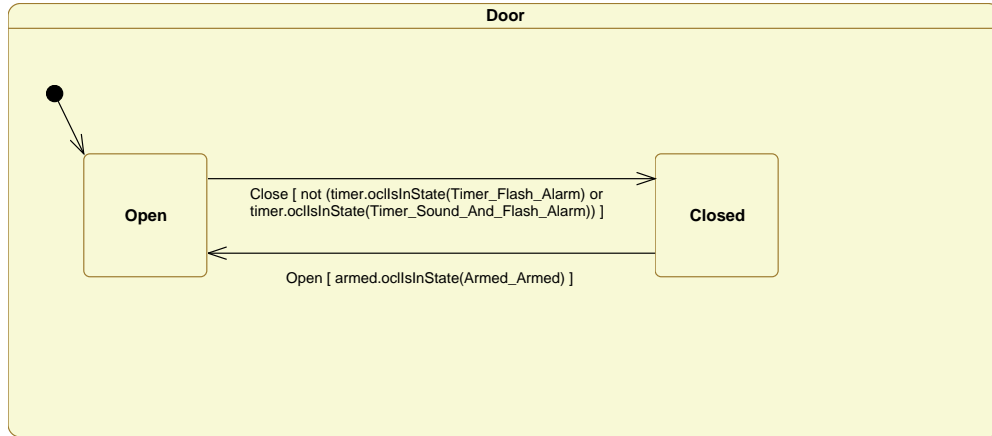 Door
Close [ not (timer.oclIsInState(Timer_Flash_Alarm) or
timer.oclIsInState(Timer_Sound_And_Flash_Alarm)) ]
Open
Closed
Open [ armed.oclIsInState(Armed_Armed) ]